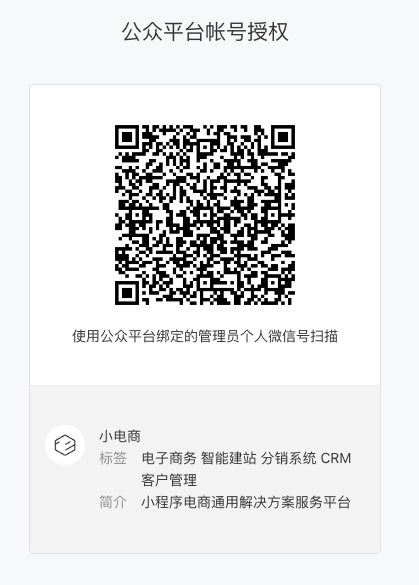 公众平台帐号授权
使用公众平台绑定的管理员个人微信号扫描
小电商
标签 电子商务 智能建站 分销系统 CRM
客户管理
简介 小程序电商通用解决方案服务平台